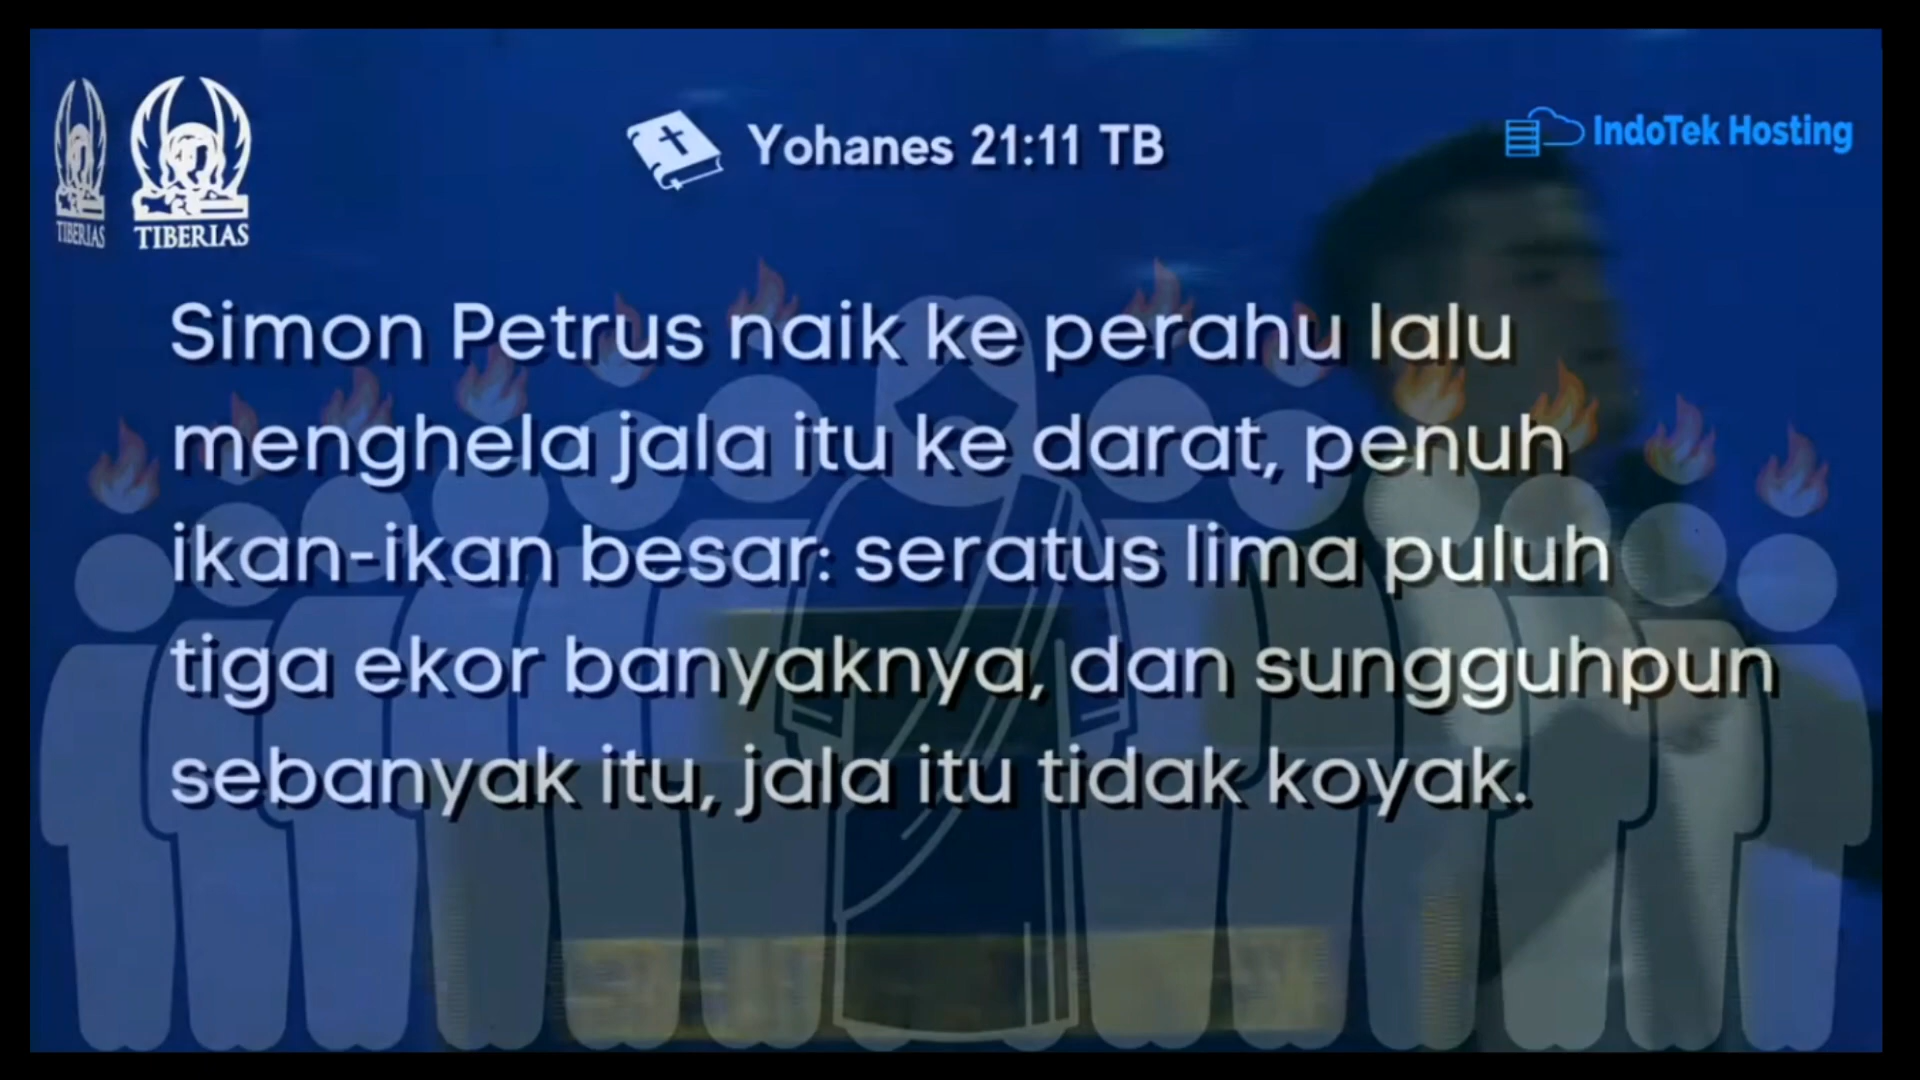 TIBERIAS
TIBERIAS
Yohanes 21:11 TB
IndoTek Hosting
Simon Petrus naik ke perahu lalu
menghela jala itu ke darat, penuh
ikan-ikan besar: seratus lima puluh
tiga ekor banyaknya, dan sungguhpun
sebanyak itu, jala itu tidak koyak.